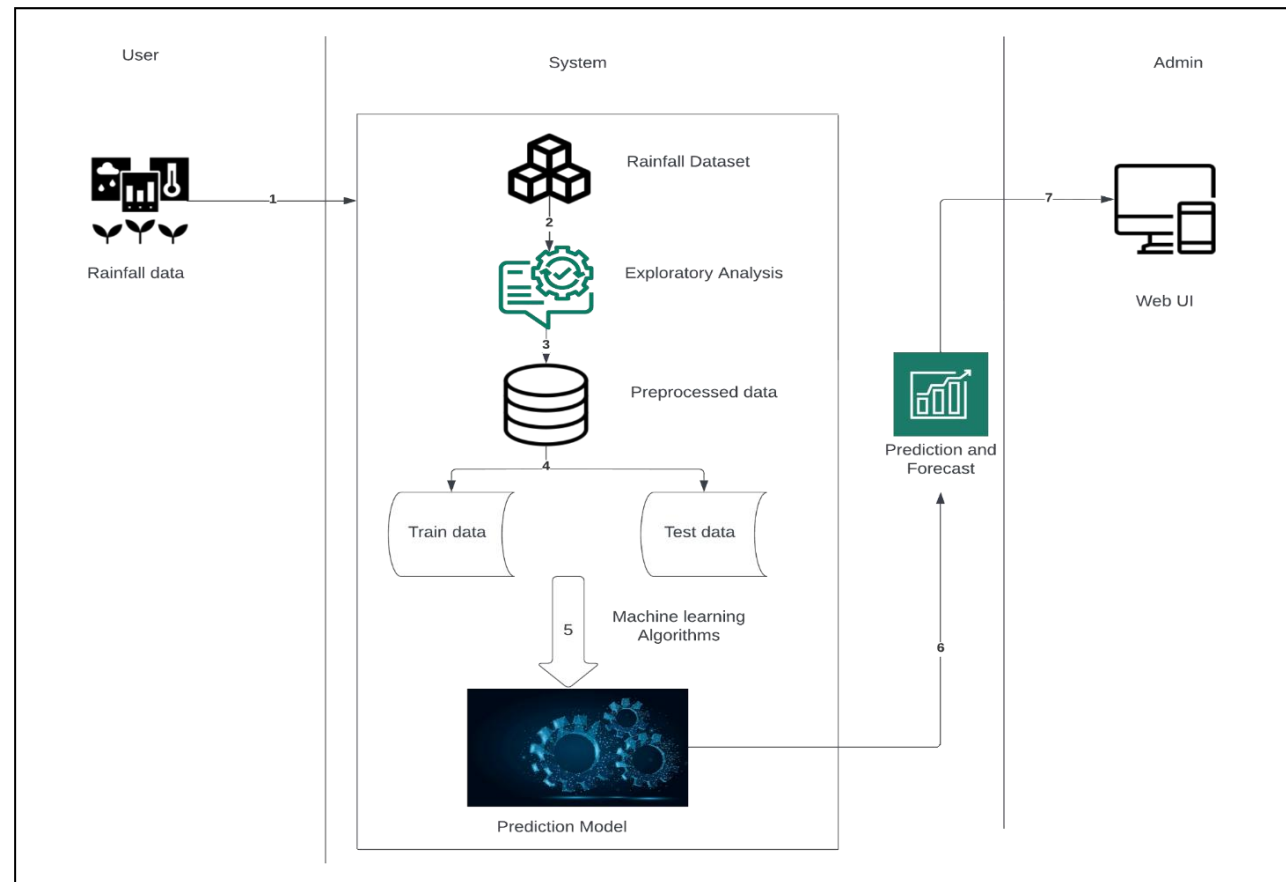 User
System
Admin
Rainfall Dataset
1
2
7
Rainfall data
Exploratory Analysis
Web UI
3
Preprocessed data
4
Prediction and
Forecast
Train data
Test data
5
Machine learning
Algorithms
6
Prediction Model